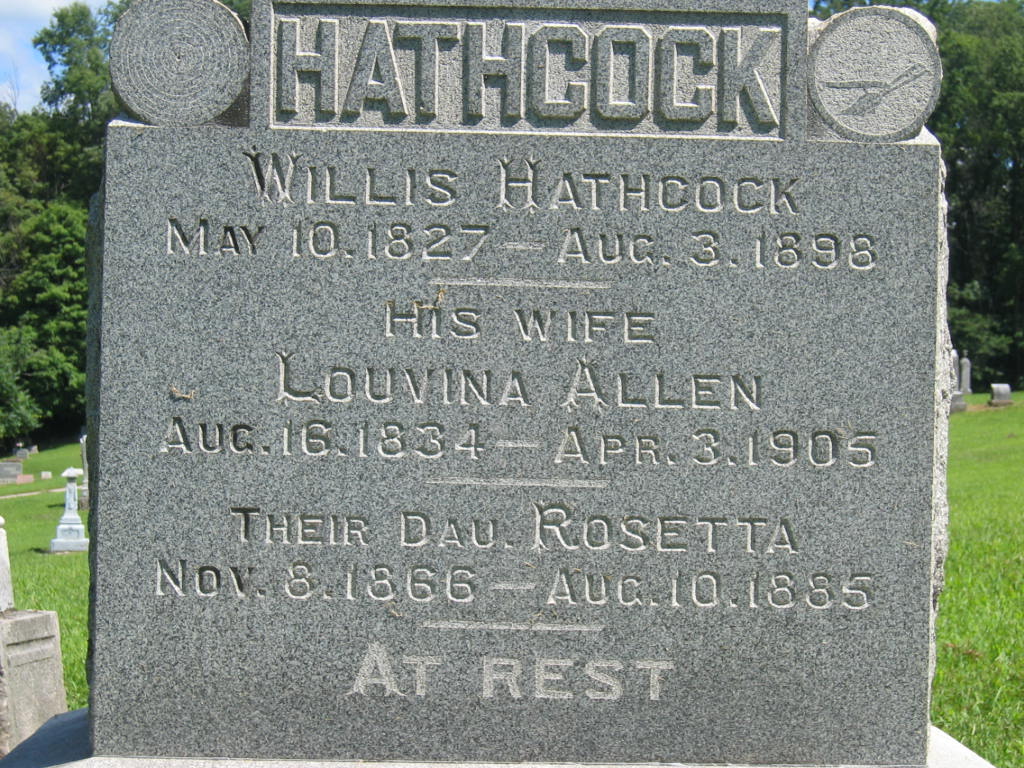 HATHCOCK
WILLIS HATHCOCK
MAY 10. 1827 – AUG. 3. 1898
HIS WIFE
LOUVINA ALLEN
AUG. 16. 1834 – APR. 3. 1905
THEIR DAU. ROSETTA
NOV. 8. 1866 – AUG. 10. 1885
AT REST